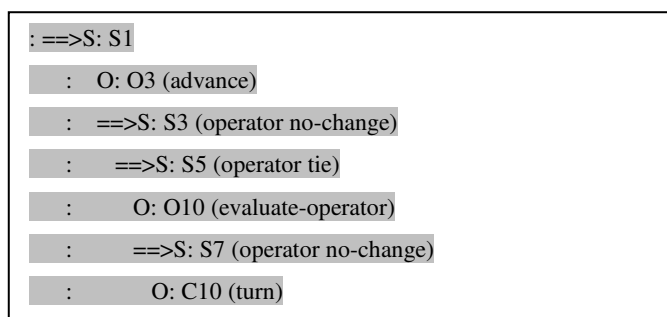 : ==>S: S1
: O: O3 (advance)
: ==>S: S3 (operator no-change)
: ==>S: S5 (operator tie)
: O: O10 (evaluate-operator)
: ==>S: S7 (operator no-change)
: O: C10 (turn)